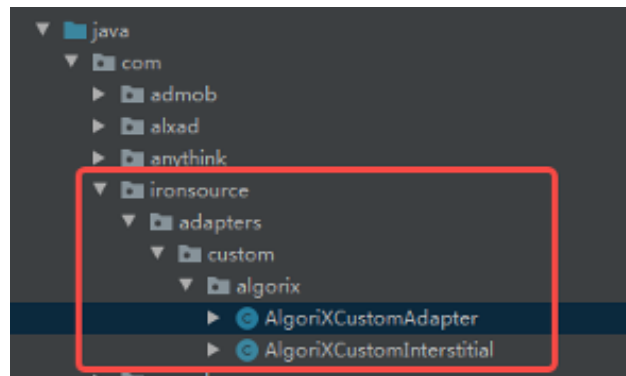 java
com
admob
alxad
anythink
ironsource
adapters
custom
algorix
AlgoriXCustomAdapter
AlgoriXCustomInterstitial